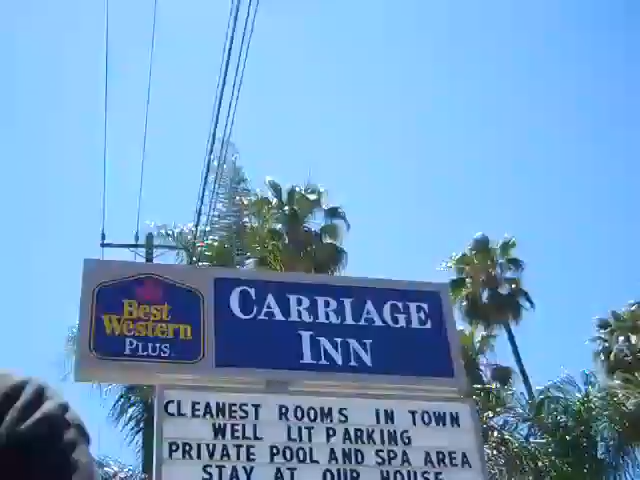 Best
Western
PLUS.
CARRIAGE
INN
CLEANEST ROOMS IN TOWN
WELL LIT PARKING
PRIVATE POOL AND SPA AREA
STAY AT OUR HOUSE